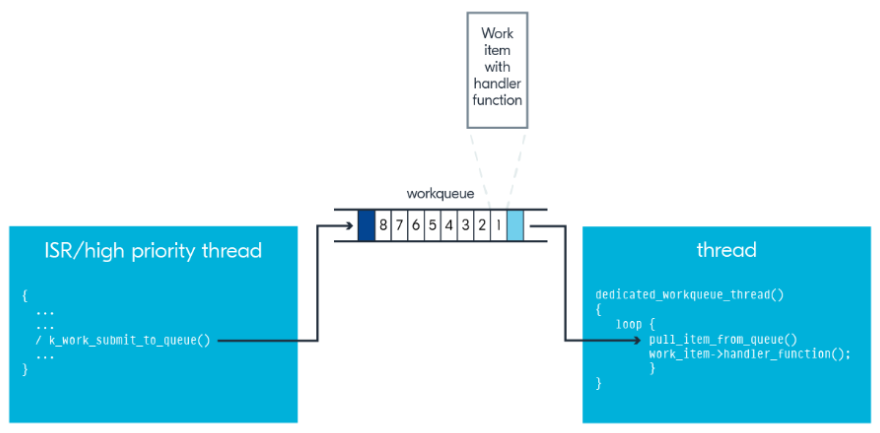 Work
item
with
handler
function
workqueue
8 7 6 5 4 3 2 1
ISR/high priority thread
{
...
...
/ k_work_submit_to_queue()
...
}
thread
dedicated_workqueue_thread()
{
loop {
pull_item_from_queue()
work_item->handler_function();
}
}